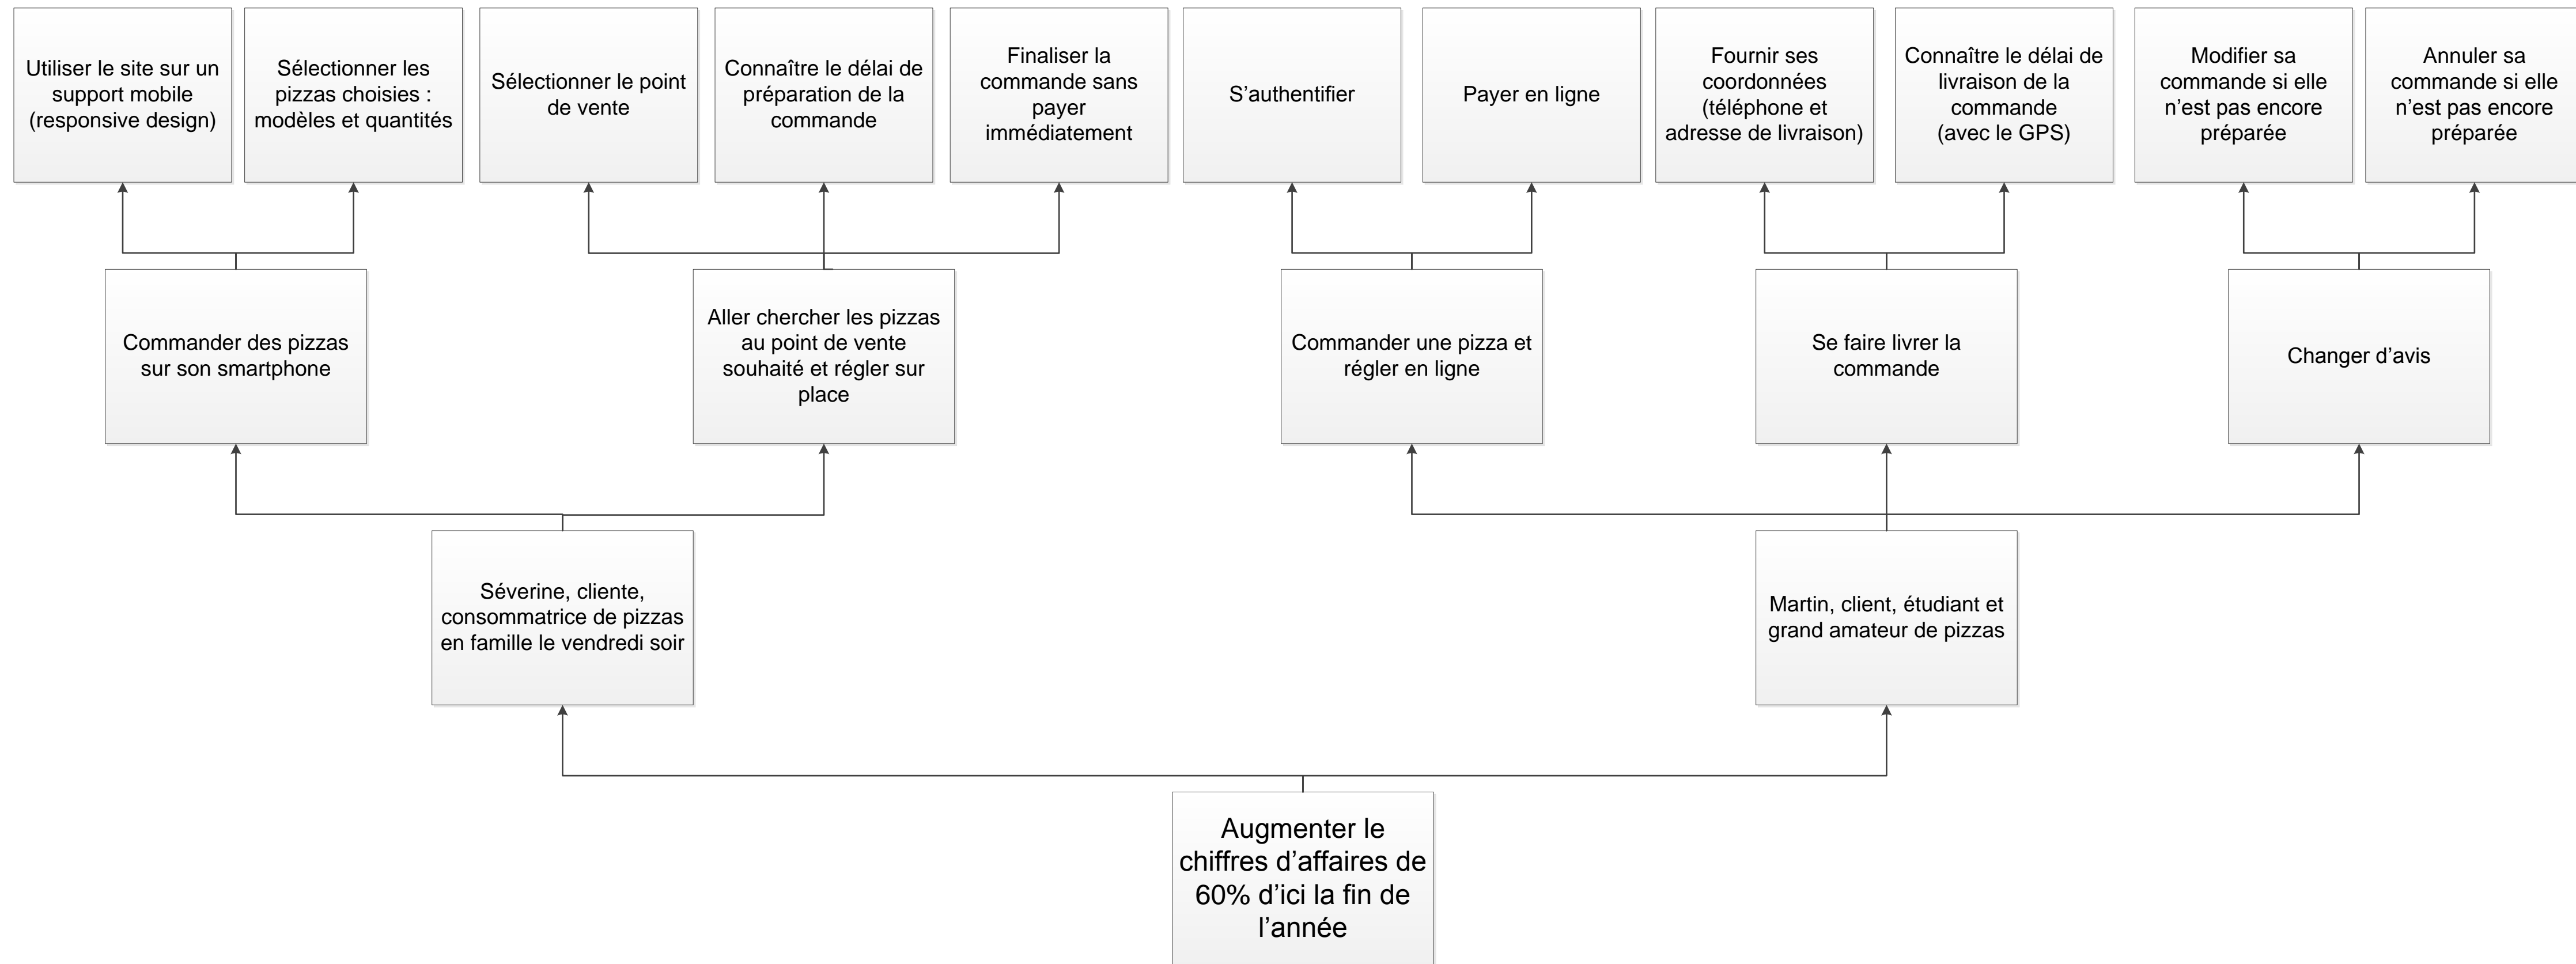 Utiliser le site sur un
support mobile
(responsive design)
Sélectionner les
pizzas choisies :
modèles et quantités
Sélectionner le point
de vente
Connaître le délai de
préparation de la
commande
Finaliser la
commande sans
payer
immédiatement
S’authentifier
Payer en ligne
Fournir ses
coordonnées
(téléphone et
adresse de livraison)
Connaître le délai de
livraison de la
commande
(avec le GPS)
Modifier sa
commande si elle
n’est pas encore
préparée
Annuler sa
commande si elle
n’est pas encore
préparée
Commander des pizzas
sur son smartphone
Aller chercher les pizzas
au point de vente
souhaité et régler sur
place
Commander une pizza et
régler en ligne
Se faire livrer la
commande
Changer d’avis
Séverine, cliente,
consommatrice de pizzas
en famille le vendredi soir
Martin, client, étudiant et
grand amateur de pizzas
Augmenter le
chiffres d’affaires de
60% d’ici la fin de
l’année